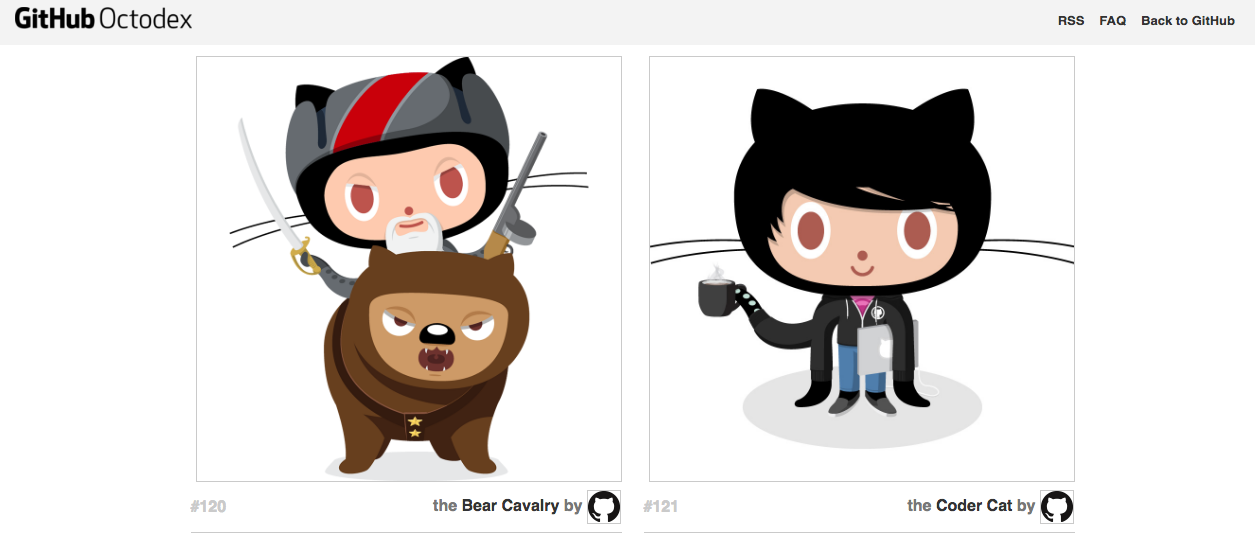 GitHub Octodex
RSS FAQ Back to GitHub
#120 the Bear Cavalry by
#121 the Coder Cat by